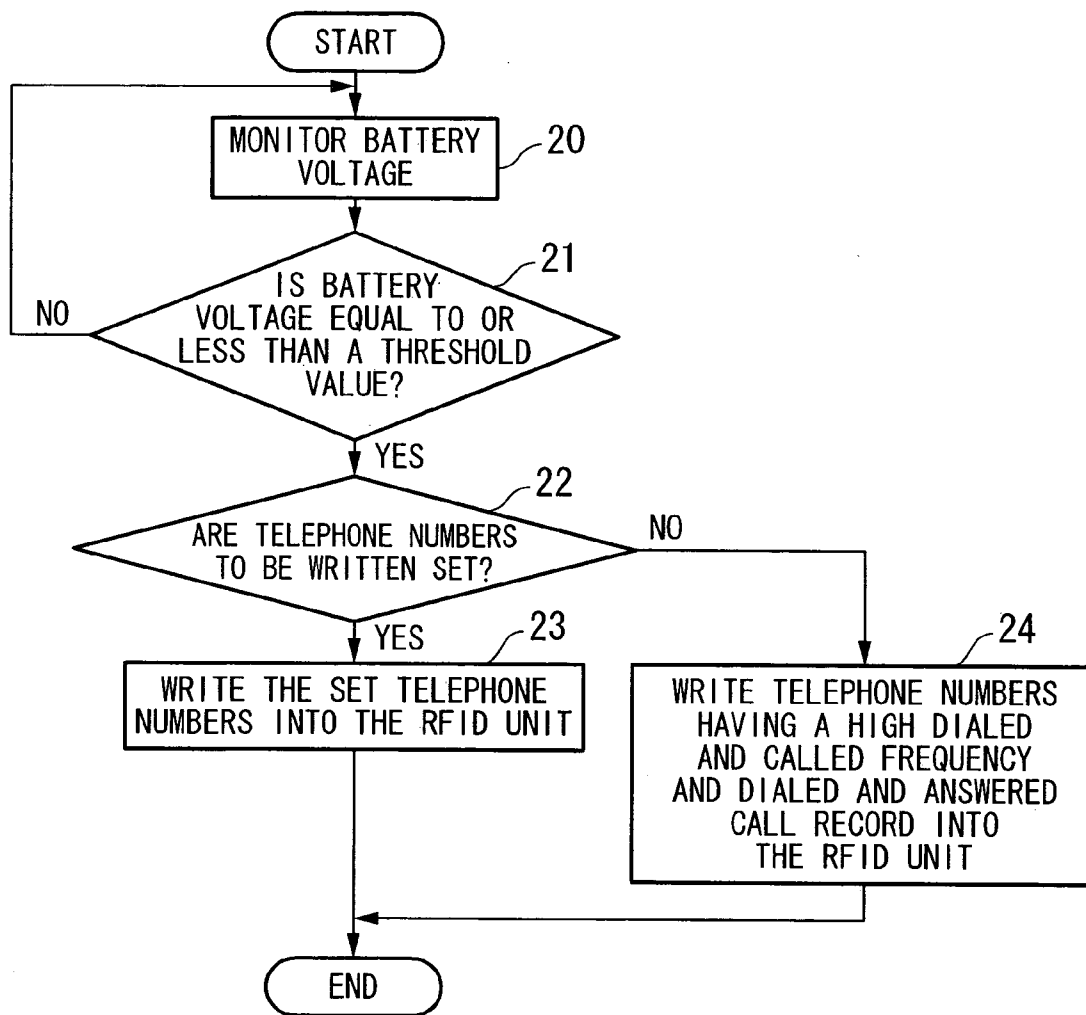 START
MONITOR BATTERY
VOLTAGE
20
IS BATTERY
VOLTAGE EQUAL TO OR
LESS THAN A THRESHOLD
VALUE?
21
NO
YES
ARE TELEPHONE NUMBERS
TO BE WRITTEN SET?
22
NO
YES
WRITE THE SET TELEPHONE
NUMBERS INTO THE RFID UNIT
23
WRITE TELEPHONE NUMBERS
HAVING A HIGH DIALED
AND CALLED FREQUENCY
AND DIALED AND ANSWERED
CALL RECORD INTO
THE RFID UNIT
24
END